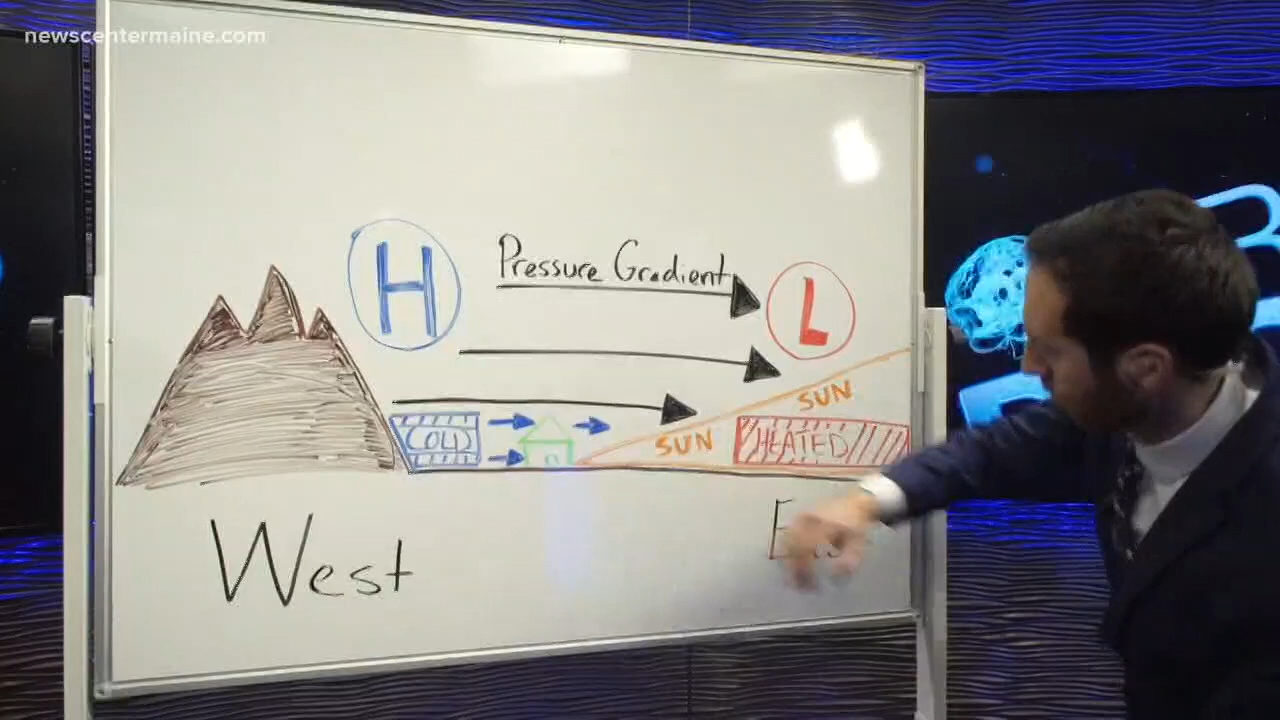 newscentermaine.com
H
Pressure Gradient
L
SUN
COLD
SUN
HEATED
West